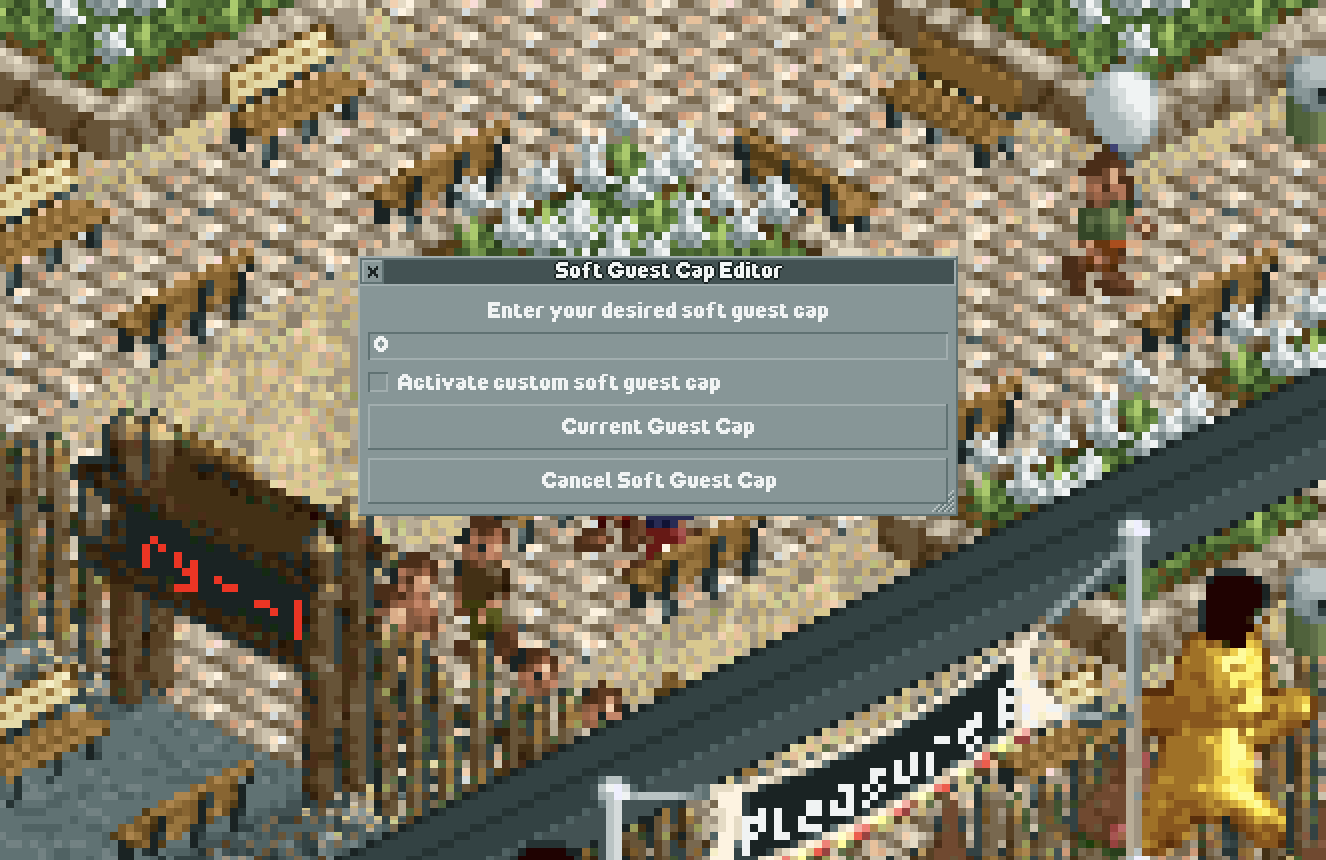 Soft Guest Cap Editor
Enter your desired soft guest cap
0
Activate custom soft guest cap
Current Guest Cap
Cancel Soft Guest Cap